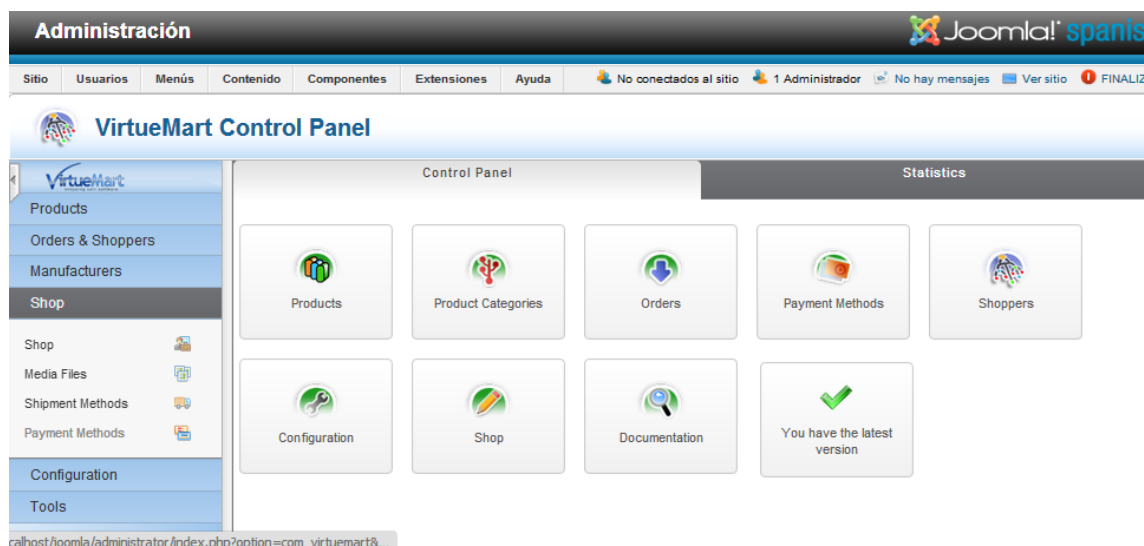 Administración
Joomla! spanis
Sitio Usuarios Menús Contenido Componentes Extensiones Ayuda No conectados al sitio 1 Administrador No hay mensajes Ver sitio FINALIZ
VirtueMart Control Panel
VirtueMart
Control Panel Statistics
Products
Orders & Shoppers
Manufacturers
Shop
Shop
Media Files
Shipment Methods
Payment Methods
Configuration
Tools
Products Product Categories Orders Payment Methods Shoppers
Configuration Shop Documentation You have the latest
version
calhost/joomla/administrator/index.php?option=com_virtuemart&...